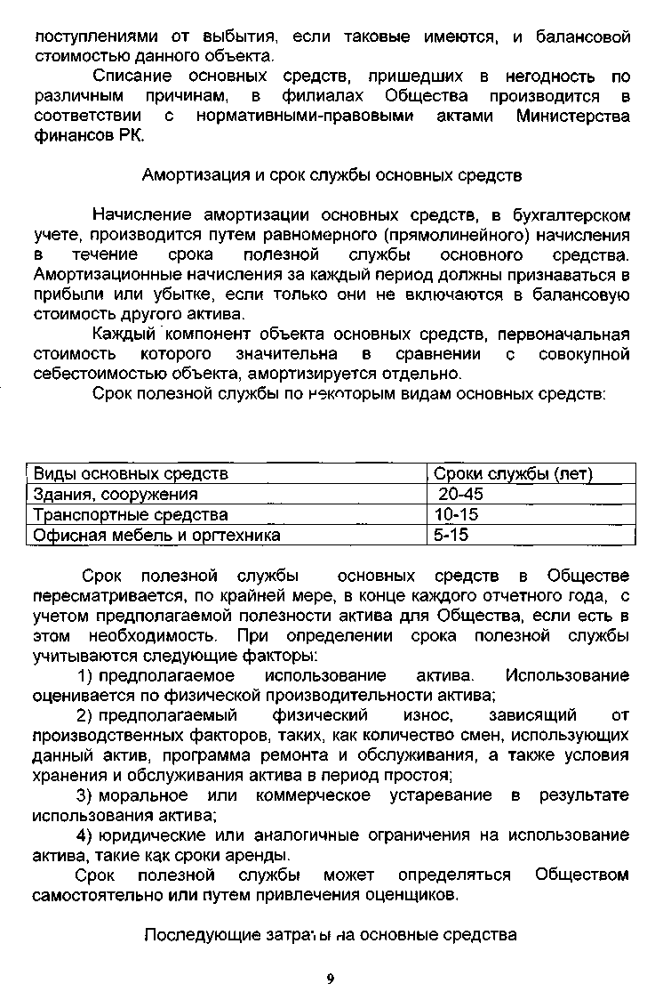 поступлениями от выбытия, если таковые имеются, и балансовой
стоимостью данного объекта.
Списание основных средств, пришедших в негодность по
различным причинам, в филиалах Общества производится в
соответствии с нормативными-правовыми актами Министерства
финансов РК.
Амортизация и срок службы основных средств
Начисление амортизации основных средств, в бухгалтерском
учете, производится путем равномерного (прямолинейного) начисления
в течение срока полезной службы основного средства.
Амортизационные начисления за каждый период должны признаваться в
прибыли или убытке, если только они не включаются в балансовую
стоимость другого актива.
Каждый компонент объекта основных средств, первоначальная
стоимость которого значительна в сравнении с совокупной
себестоимостью объекта, амортизируется отдельно.
Срок полезной службы по некоторым видам основных средств:
Виды основных средств Сроки службы (лет)
Здания, сооружения 20-45
Транспортные средства 10-15
Офисная мебель и оргтехника 5-15
Срок полезной службы основных средств в Обществе
пересматривается, по крайней мере, в конце каждого отчетного года, с
учетом предполагаемой полезности актива для Общества, если есть в
этом необходимость. При определении срока полезной службы
учитываются следующие факторы:
1) предполагаемое использование актива. Использование
оценивается по физической производительности актива;
2) предполагаемый физический износ, зависящий от
производственных факторов, таких, как количество смен, использующих
данный актив, программа ремонта и обслуживания, а также условия
хранения и обслуживания актива в период простоя;
3) моральное или коммерческое устаревание в результате
использования актива;
4) юридические или аналогичные ограничения на использование
актива, такие как сроки аренды.
Срок полезной службы может определяться Обществом
самостоятельно или путем привлечения оценщиков.
Последующие затраты на основные средства
9